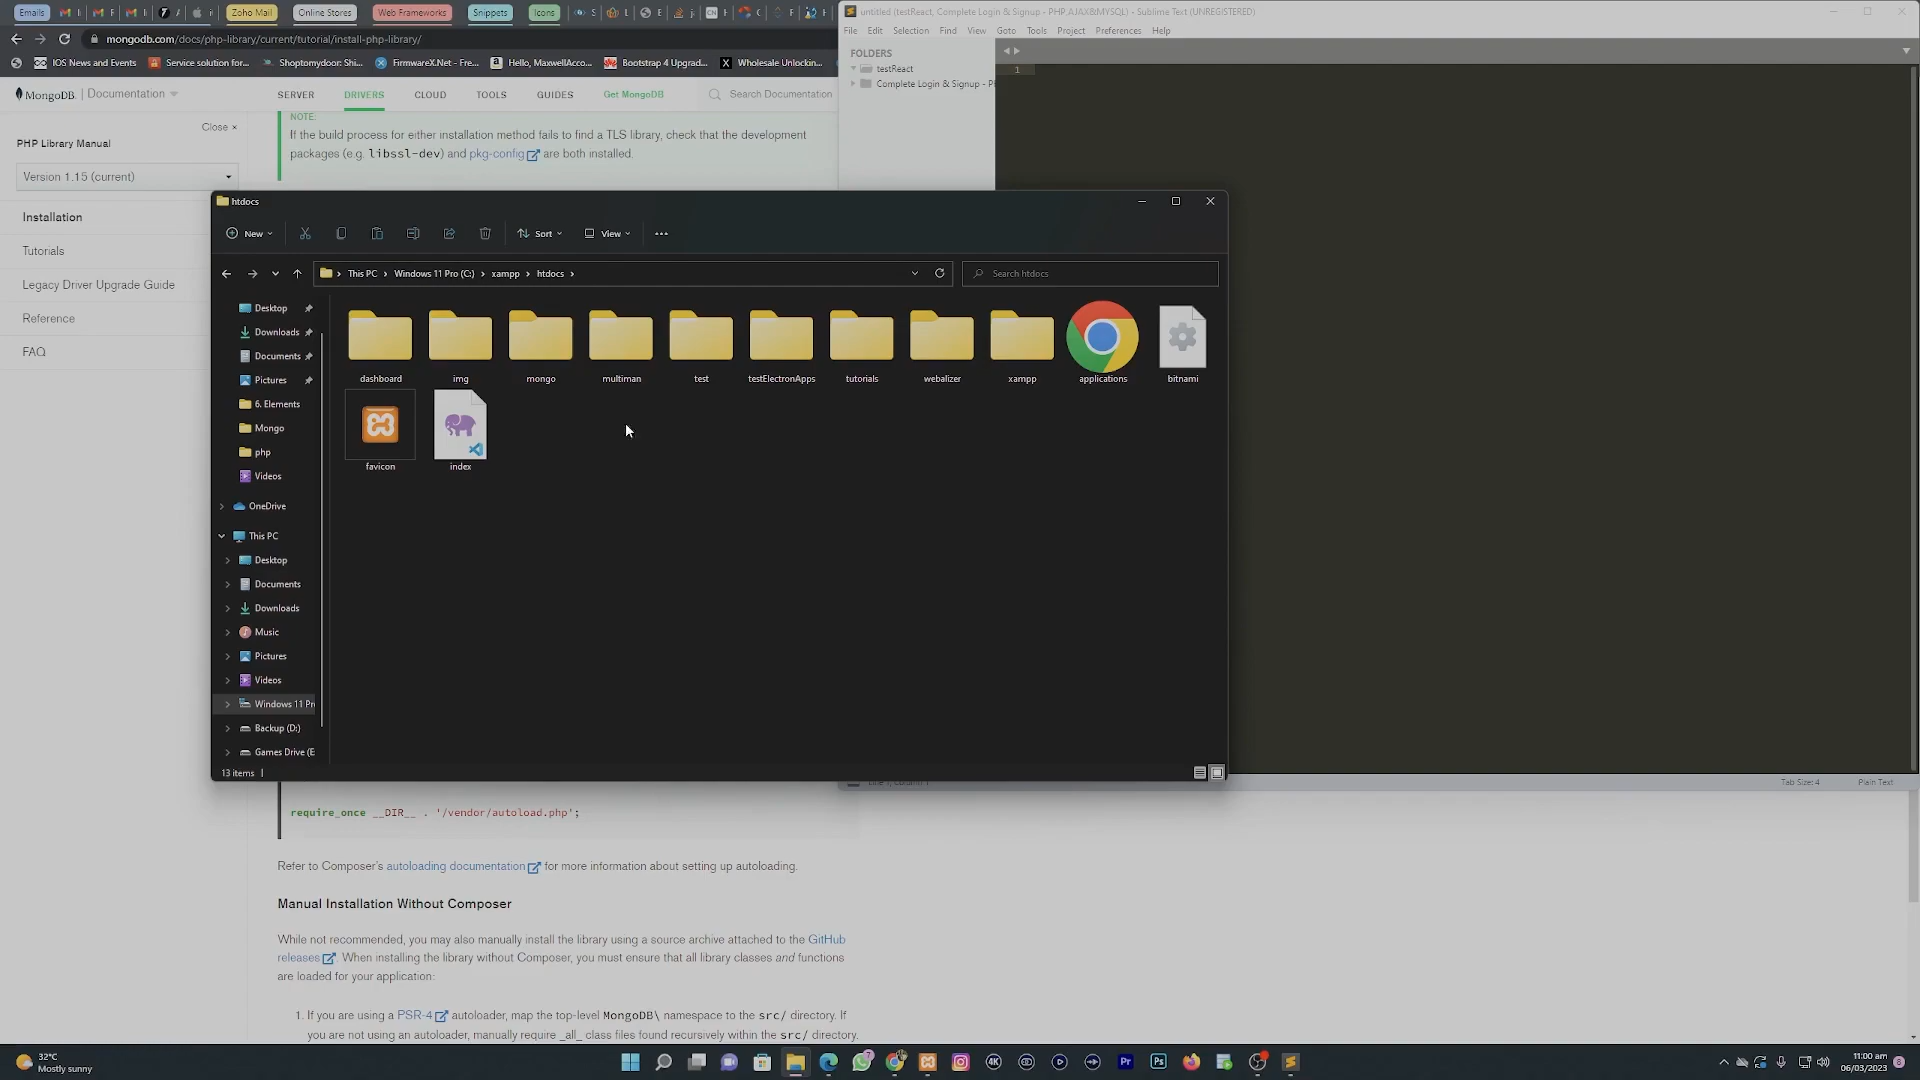 Emails
Zoho Mail
Online Stores
Web Frameworks
Snippets
Icons
mongodb.com/docs/php-library/current/tutorial/install-php-library/
IOS News and Events
Service solution for...
Shoptomydoor: Shi...
FirmwareX.Net - Fre...
Hello, MaxwellAcco...
Bootstrap 4 Upgrad...
Wholesale Unlockin...
MongoDB. | Documentation
SERVER
DRIVERS
CLOUD
TOOLS
GUIDES
Get MongoDB
Search Documentation
Close ×
PHP Library Manual
Version 1.15 (current)
Installation
Tutorials
Legacy Driver Upgrade Guide
Reference
FAQ
NOTE:
If the build process for either installation method fails to find a TLS library, check that the development
packages (e.g. libssl-dev) and pkg-config are both installed.
untitled (testReact, Complete Login & Signup - PHP,AJAX&MYSQL) - Sublime Text (UNREGISTERED)
File Edit Selection Find View Goto Tools Project Preferences Help
FOLDERS
testReact
Complete Login & Signup - P
1
htdocs
New
Sort
View
This PC
Windows 11 Pro (C:)
xampp
htdocs
Search htdocs
Desktop
Downloads
Documents
Pictures
6. Elements
Mongo
php
Videos
OneDrive
This PC
Desktop
Documents
Downloads
Music
Pictures
Videos
Windows 11 Pr
Backup (D:)
Games Drive (E
dashboard
img
mongo
multiman
test
testElectronApps
tutorials
webalizer
xampp
applications
bitnami
favicon
index
13 items
Tab Size: 4
Plain Text
require_once __DIR__ . '/vendor/autoload.php';
Refer to Composer's autoloading documentation for more information about setting up autoloading.
Manual Installation Without Composer
While not recommended, you may also manually install the library using a source archive attached to the GitHub
releases. When installing the library without Composer, you must ensure that all library classes and functions
are loaded for your application:
1. If you are using a PSR-4 autoloader, map the top-level MongoDB\ namespace to the src/ directory. If
you are not using an autoloader, manually require _all_ class files found recursively within the src/ directory.
32°C
Mostly sunny
4K
Pr
Ps
11:00 am
06/03/2023